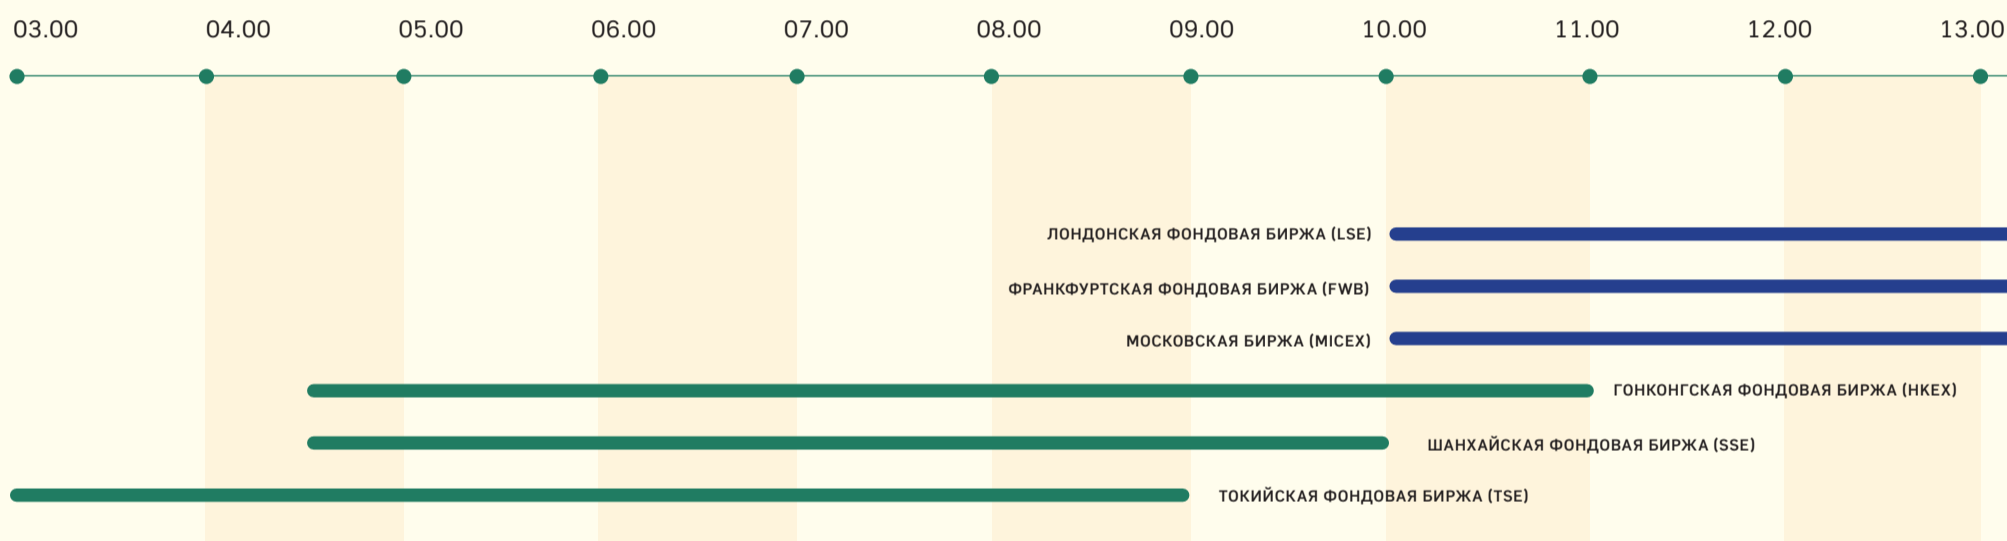 03.00 04.00 05.00 06.00 07.00 08.00 09.00 10.00 11.00 12.00 13.00
ЛОНДОНСКАЯ ФОНДОВАЯ БИРЖА (LSE)
ФРАНКФУРТСКАЯ ФОНДОВАЯ БИРЖА (FWB)
МОСКОВСКАЯ БИРЖА (MICEX)
ГОНКОНГСКАЯ ФОНДОВАЯ БИРЖА (HKEX)
ШАНХАЙСКАЯ ФОНДОВАЯ БИРЖА (SSE)
ТОКИЙСКАЯ ФОНДОВАЯ БИРЖА (TSE)